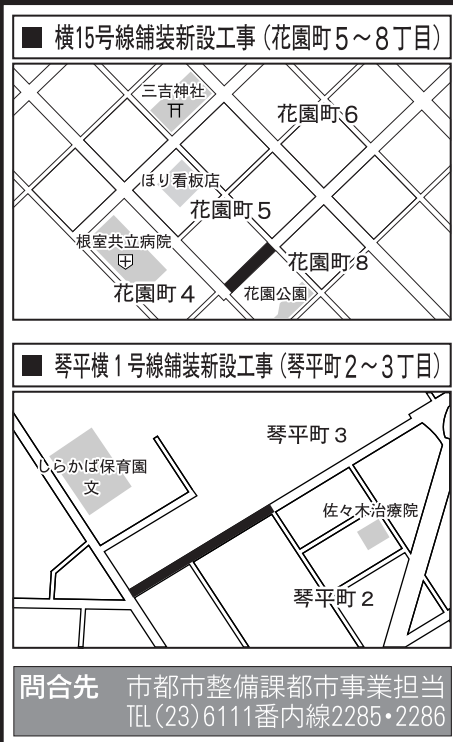 ■ 横15号線舗装新設工事（花園町5～8丁目）
三吉神社
花園町6
ほり看板店
花園町5
根室共立病院
花園町8
花園町4
花園公園
■ 琴平横1号線舗装新設工事（琴平町2～3丁目）
琴平町3
しらかば保育園
文
佐々木治療院
琴平町2
問合先 市都市整備課都市事業担当
TEL(23)6111番内線2285・2286